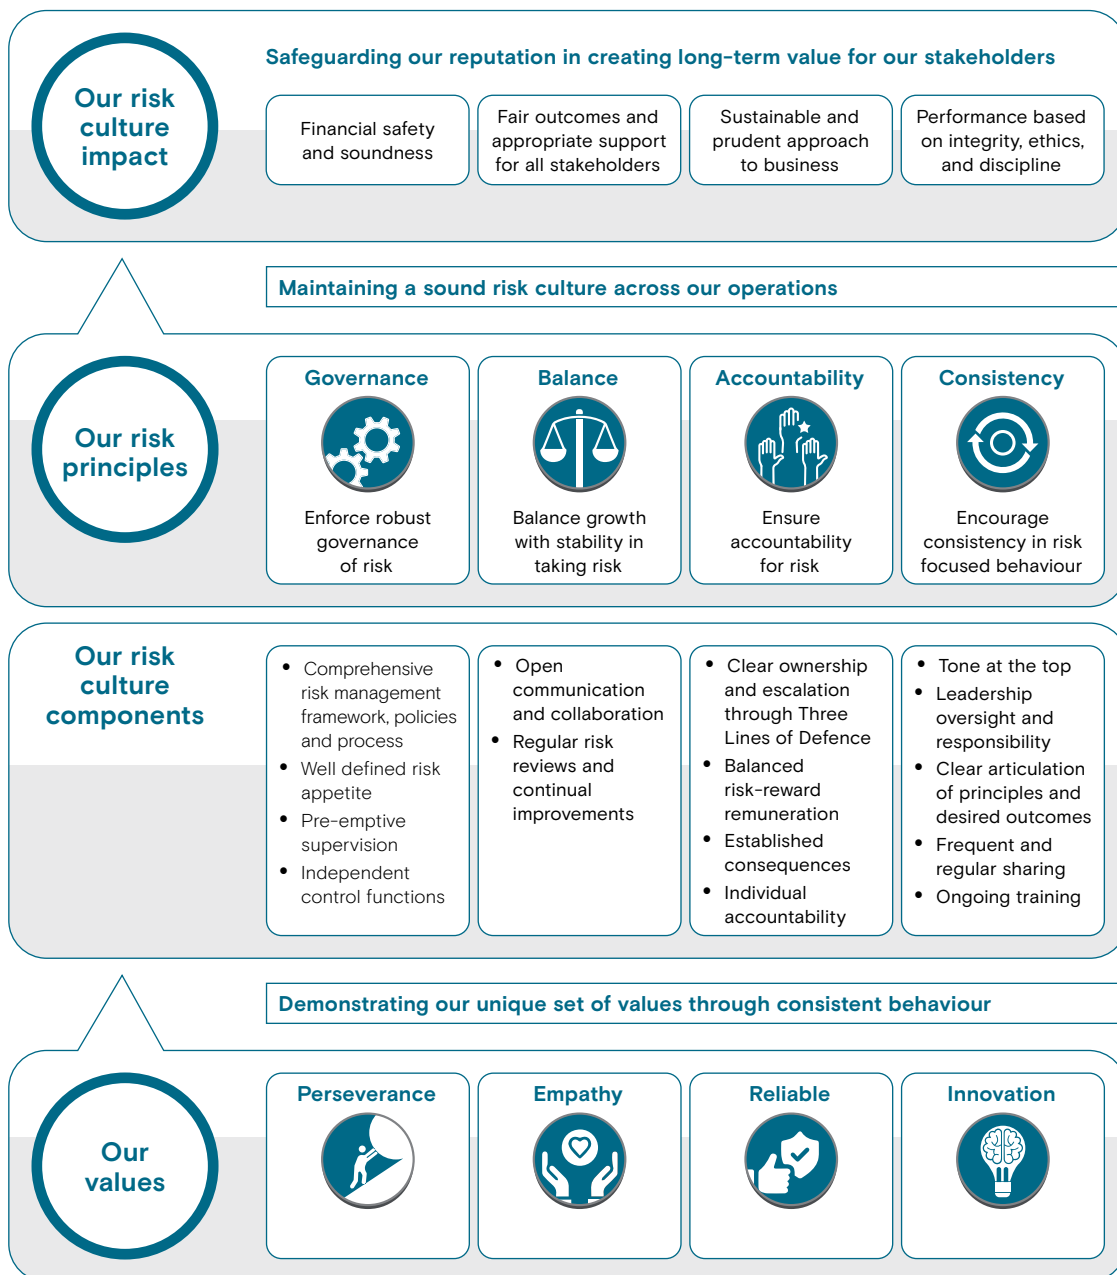 Our risk
culture
impact
Safeguarding our reputation in creating long-term value for our stakeholders
Financial safety
and soundness
Fair outcomes and
appropriate support
for all stakeholders
Sustainable and
prudent approach
to business
Performance based
on integrity, ethics,
and discipline
Maintaining a sound risk culture across our operations
Our risk
principles
Governance
Enforce robust
governance
of risk
Balance
Balance growth
with stability in
taking risk
Accountability
Ensure
accountability
for risk
Consistency
Encourage
consistency in risk
focused behaviour
Our risk
culture
components
• Comprehensive
risk management
framework, policies
and process
• Well defined risk
appetite
• Pre-emptive
supervision
• Independent
control functions
• Open
communication
and collaboration
• Regular risk
reviews and
continual
improvements
• Clear ownership
and escalation
through Three
Lines of Defence
• Balanced
risk-reward
remuneration
• Established
consequences
• Individual
accountability
• Tone at the top
• Leadership
oversight and
responsibility
• Clear articulation
of principles and
desired outcomes
• Frequent and
regular sharing
• Ongoing training
Demonstrating our unique set of values through consistent behaviour
Our
values
Perseverance
Empathy
Reliable
Innovation